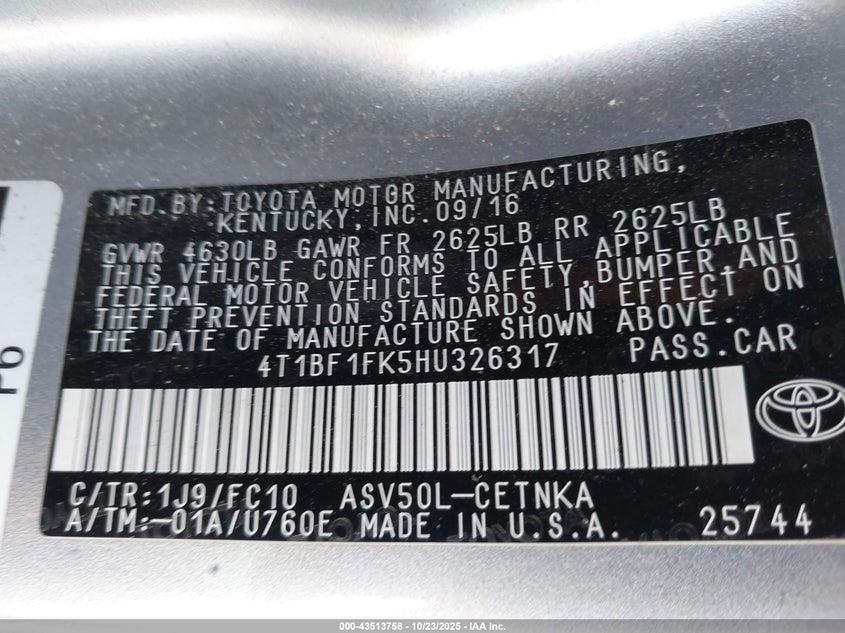 MFD. BY: TOYOTA MOTOR MANUFACTURING,
KENTUCKY, INC. 09/16
GVWR 4630LB GAWR FR 2625LB RR 2625LB
THIS VEHICLE CONFORMS TO ALL APPLICABLE
FEDERAL MOTOR VEHICLE SAFETY, BUMPER, AND
THEFT PREVENTION STANDARDS IN EFFECT ON
THE DATE OF MANUFACTURE SHOWN ABOVE.
4T1BF1FK5HU326317 PASS. CAR
C/TR: 1J9/FC10 ASV50L-CETNKA
A/TM: -01A/U760E MADE IN U.S.A. 25744
P6
000-43513758 - 10/23/2025 - IAA Inc.